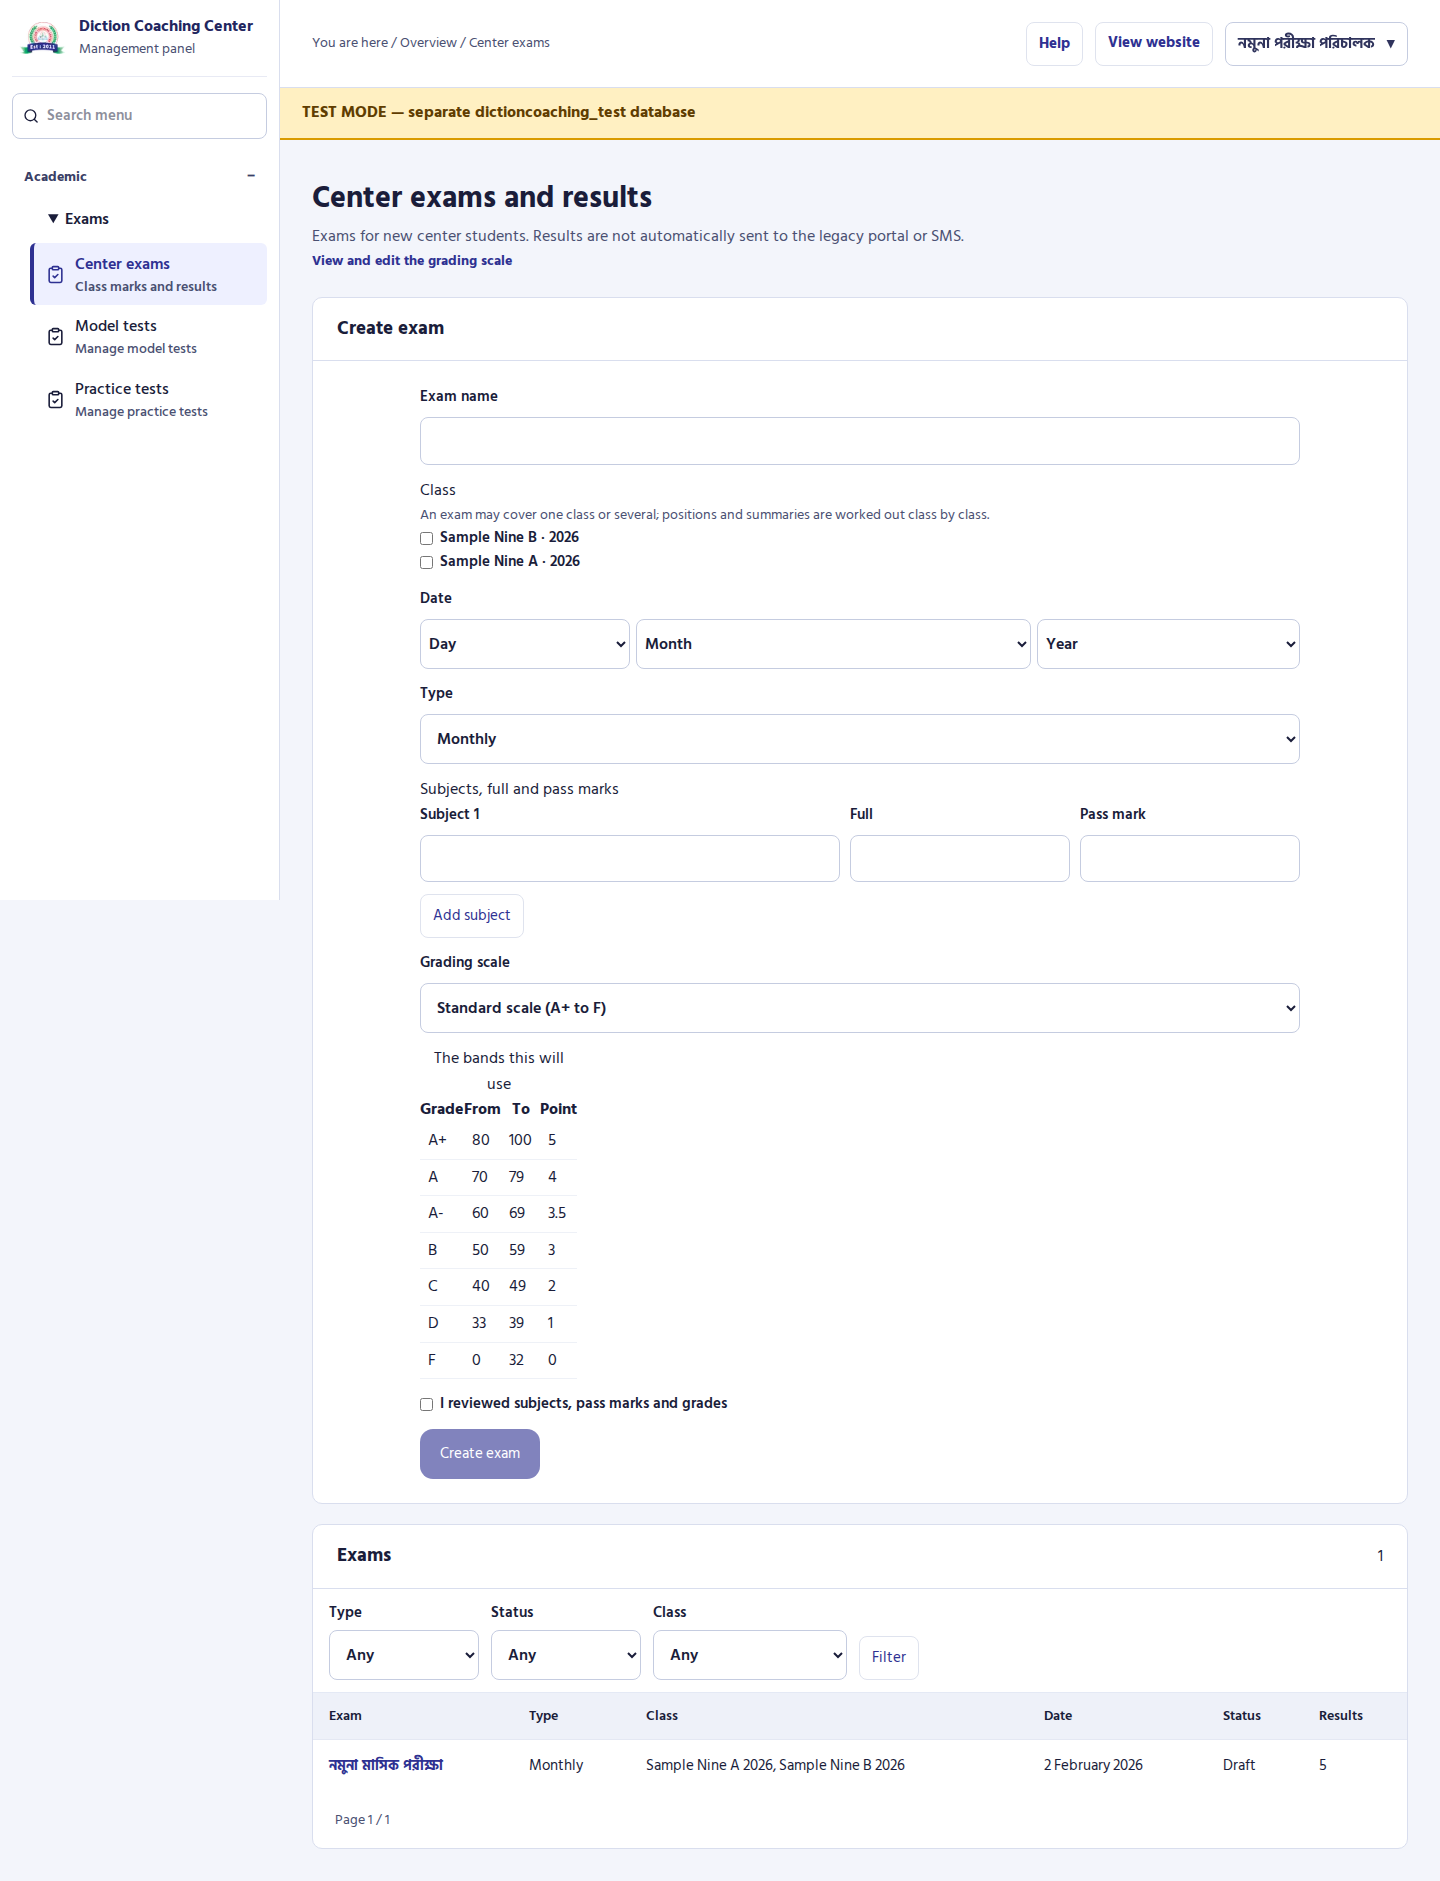 Diction Coaching Center
Management panel
Est : 2011
Search menu
Academic −
▼ Exams
Center exams
Class marks and results
Model tests
Manage model tests
Practice tests
Manage practice tests
You are here / Overview / Center exams
Help
View website
নমুনা পরীক্ষা পরিচালক ▼
TEST MODE — separate dictioncoaching_test database
Center exams and results
Exams for new center students. Results are not automatically sent to the legacy portal or SMS.
View and edit the grading scale
Create exam
Exam name
Class
An exam may cover one class or several; positions and summaries are worked out class by class.
Sample Nine B · 2026
Sample Nine A · 2026
Date
Day Month Year
Type
Monthly
Subjects, full and pass marks
Subject 1 Full Pass mark
Add subject
Grading scale
Standard scale (A+ to F)
The bands this will
use
Grade From To Point
A+ 80 100 5
A 70 79 4
A- 60 69 3.5
B 50 59 3
C 40 49 2
D 33 39 1
F 0 32 0
I reviewed subjects, pass marks and grades
Create exam
Exams 1
Type Status Class
Any Any Any Filter
Exam Type Class Date Status Results
নমুনা মাসিক পরীক্ষা Monthly Sample Nine A 2026, Sample Nine B 2026 2 February 2026 Draft 5
Page 1 / 1